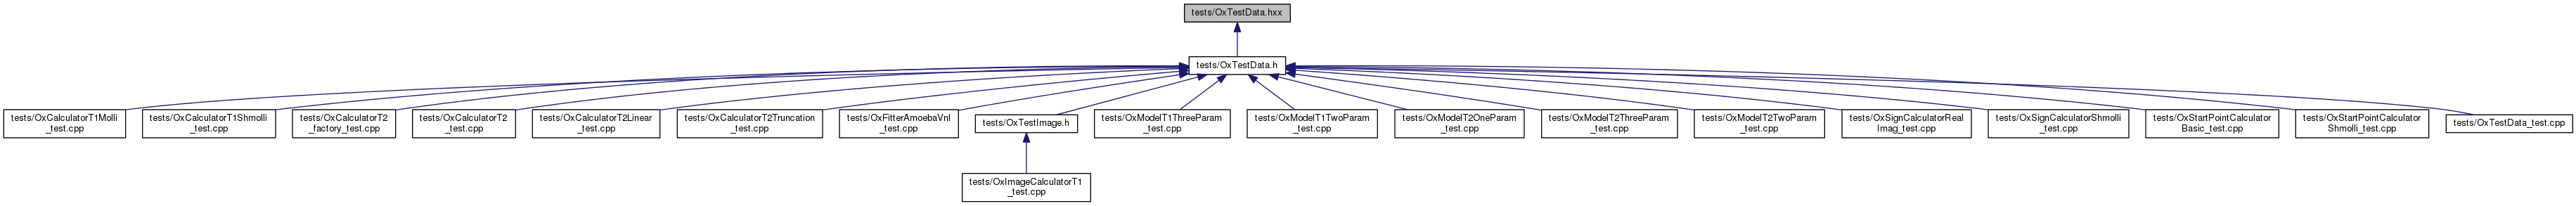 tests/OxTestData.hxx
tests/OxTestData.h
tests/OxCalculatorT1Molli
_test.cpp
tests/OxCalculatorT1Shmolli
_test.cpp
tests/OxCalculatorT2
_factory_test.cpp
tests/OxCalculatorT2
_test.cpp
tests/OxCalculatorT2Linear
_test.cpp
tests/OxCalculatorT2Truncation
_test.cpp
tests/OxFitterAmoebaVnl
_test.cpp
tests/OxTestImage.h
tests/OxModelT1ThreeParam
_test.cpp
tests/OxModelT1TwoParam
_test.cpp
tests/OxModelT2OneParam
_test.cpp
tests/OxModelT2ThreeParam
_test.cpp
tests/OxModelT2TwoParam
_test.cpp
tests/OxSignCalculatorReal
Imag_test.cpp
tests/OxSignCalculatorShmolli
_test.cpp
tests/OxStartPointCalculator
Basic_test.cpp
tests/OxStartPointCalculator
Shmolli_test.cpp
tests/OxTestData_test.cpp
tests/OxImageCalculatorT1
_test.cpp